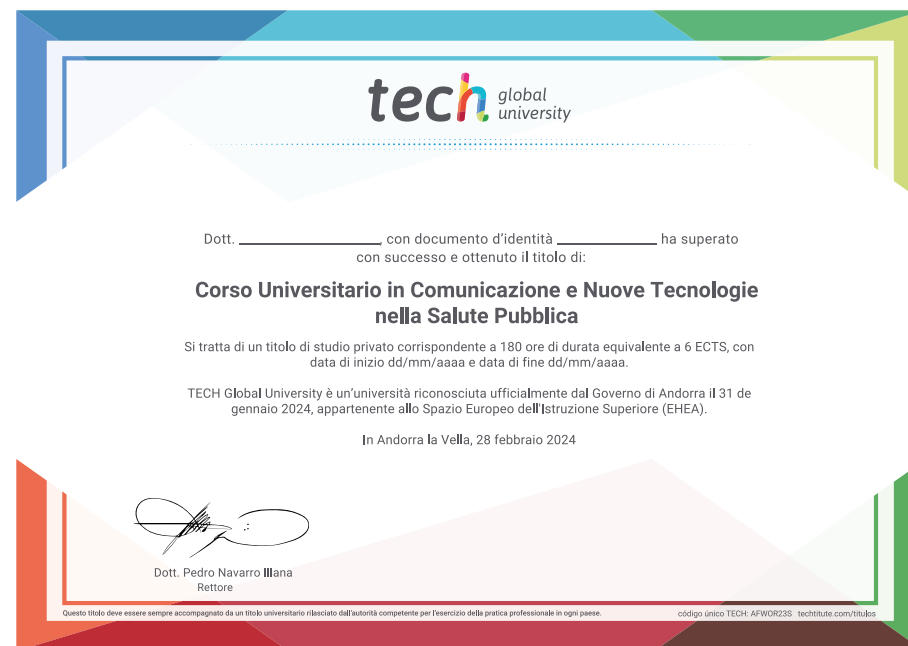 tech global university
Dott. ____________________, con documento d'identità ______________ ha superato
con successo e ottenuto il titolo di:
Corso Universitario in Comunicazione e Nuove Tecnologie
nella Salute Pubblica
Si tratta di un titolo di studio privato corrispondente a 180 ore di durata equivalente a 6 ECTS, con
data di inizio dd/mm/aaaa e data di fine dd/mm/aaaa.
TECH Global University è un'università riconosciuta ufficialmente dal Governo di Andorra il 31 de
gennaio 2024, appartenente allo Spazio Europeo dell'Istruzione Superiore (EHEA).
In Andorra la Vella, 28 febbraio 2024
Dott. Pedro Navarro Illana
Rettore
Questo titolo deve essere sempre accompagnato da un titolo universitario rilasciato dall'autorità competente per l'esercizio della pratica professionale in ogni paese.
código único TECH: AFWOR23S techtitute.com/titulos